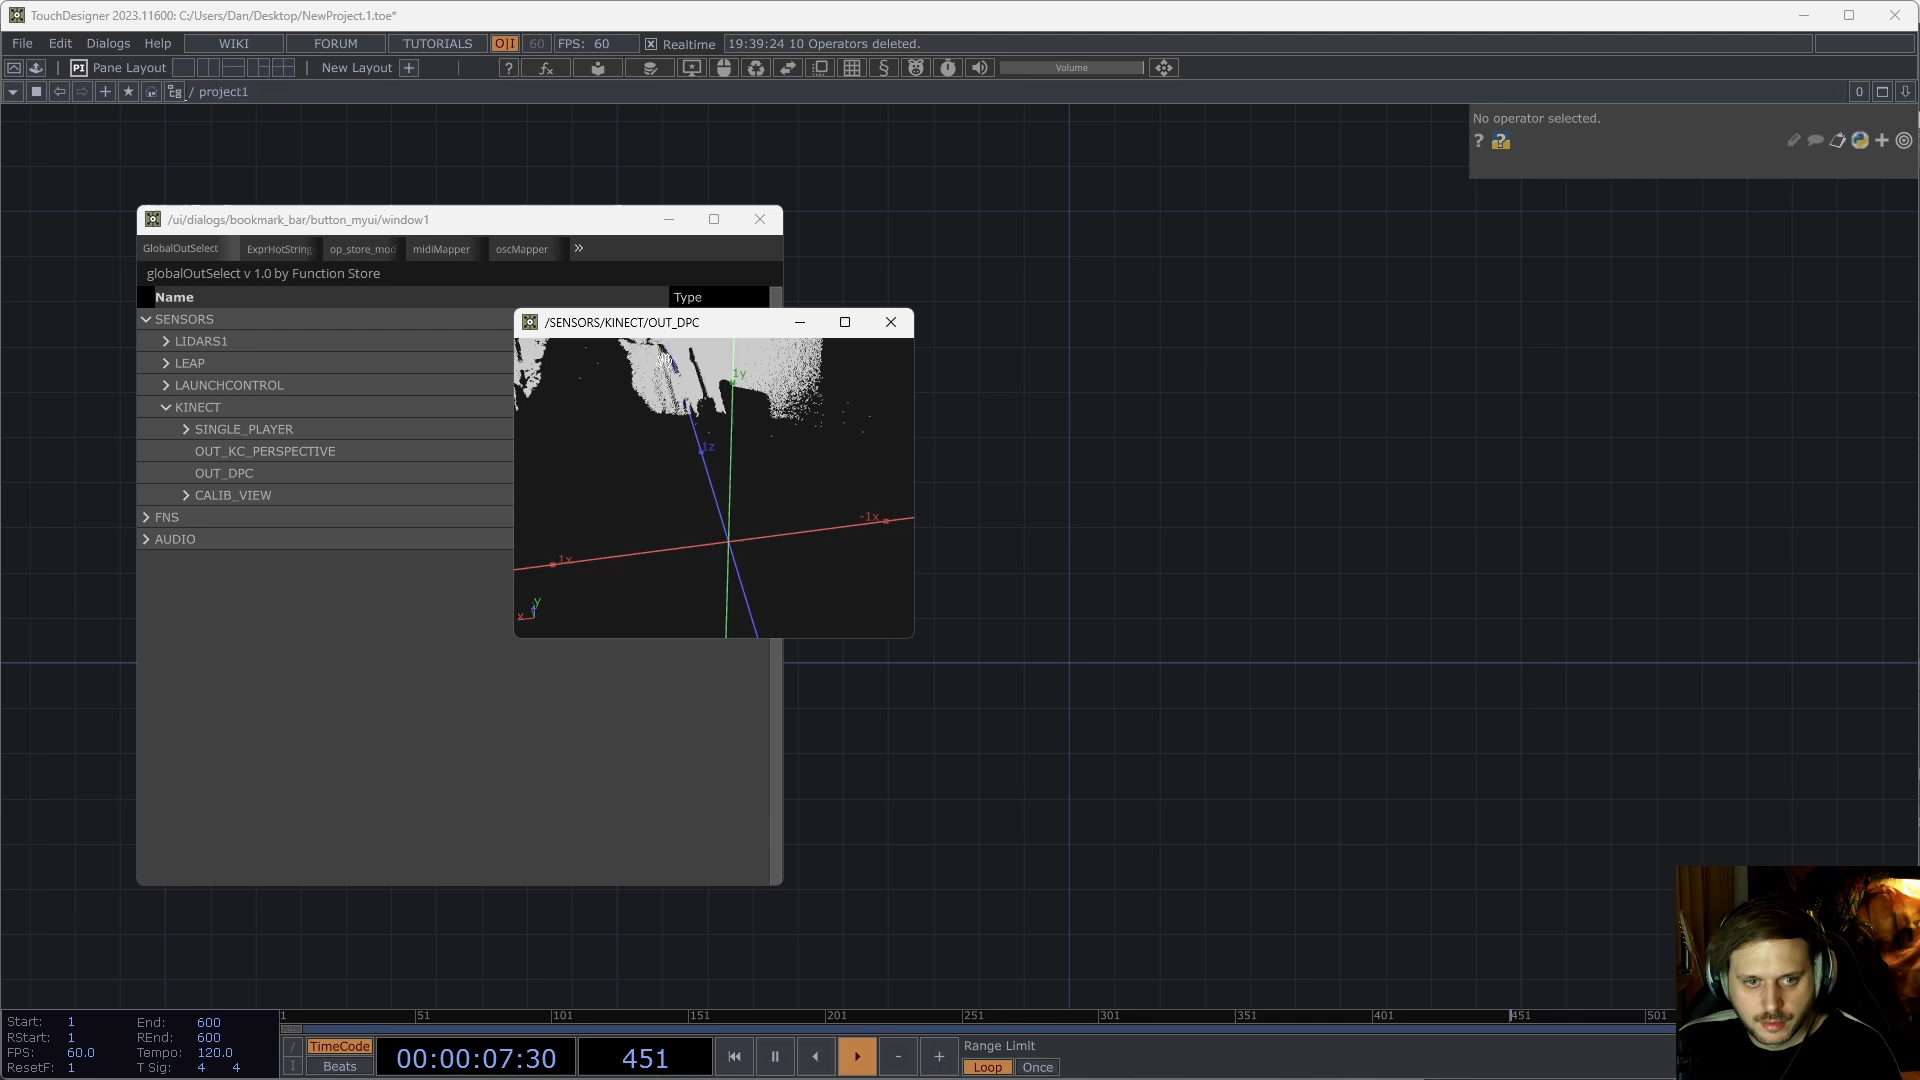 TouchDesigner 2023.11600: C:/Users/Dan/Desktop/NewProject.1.toe*
File Edit Dialogs Help WIKI FORUM TUTORIALS O|I 60 FPS: 60 Realtime 19:39:24 10 Operators deleted.
PI Pane Layout New Layout + ? fx § Volume
/ project1 0
No operator selected.
/ui/dialogs/bookmark_bar/button_myui/window1
GlobalOutSelect ExprHotString op_store_mod midiMapper oscMapper »
globalOutSelect v 1.0 by Function Store
Name Type
SENSORS
LIDARS1
LEAP
LAUNCHCONTROL
KINECT
SINGLE_PLAYER
OUT_KC_PERSPECTIVE
OUT_DPC
CALIB_VIEW
FNS
AUDIO
/SENSORS/KINECT/OUT_DPC
1y
1z
-1x
1x
y
x
Start: 1 End: 600
RStart: 1 REnd: 600
FPS: 60.0 Tempo: 120.0
ResetF: 1 T Sig: 4 4
1 51 101 151 201 251 301 351 401 451 501
TimeCode
Beats
00:00:07:30 451
- +
Range Limit
Loop Once